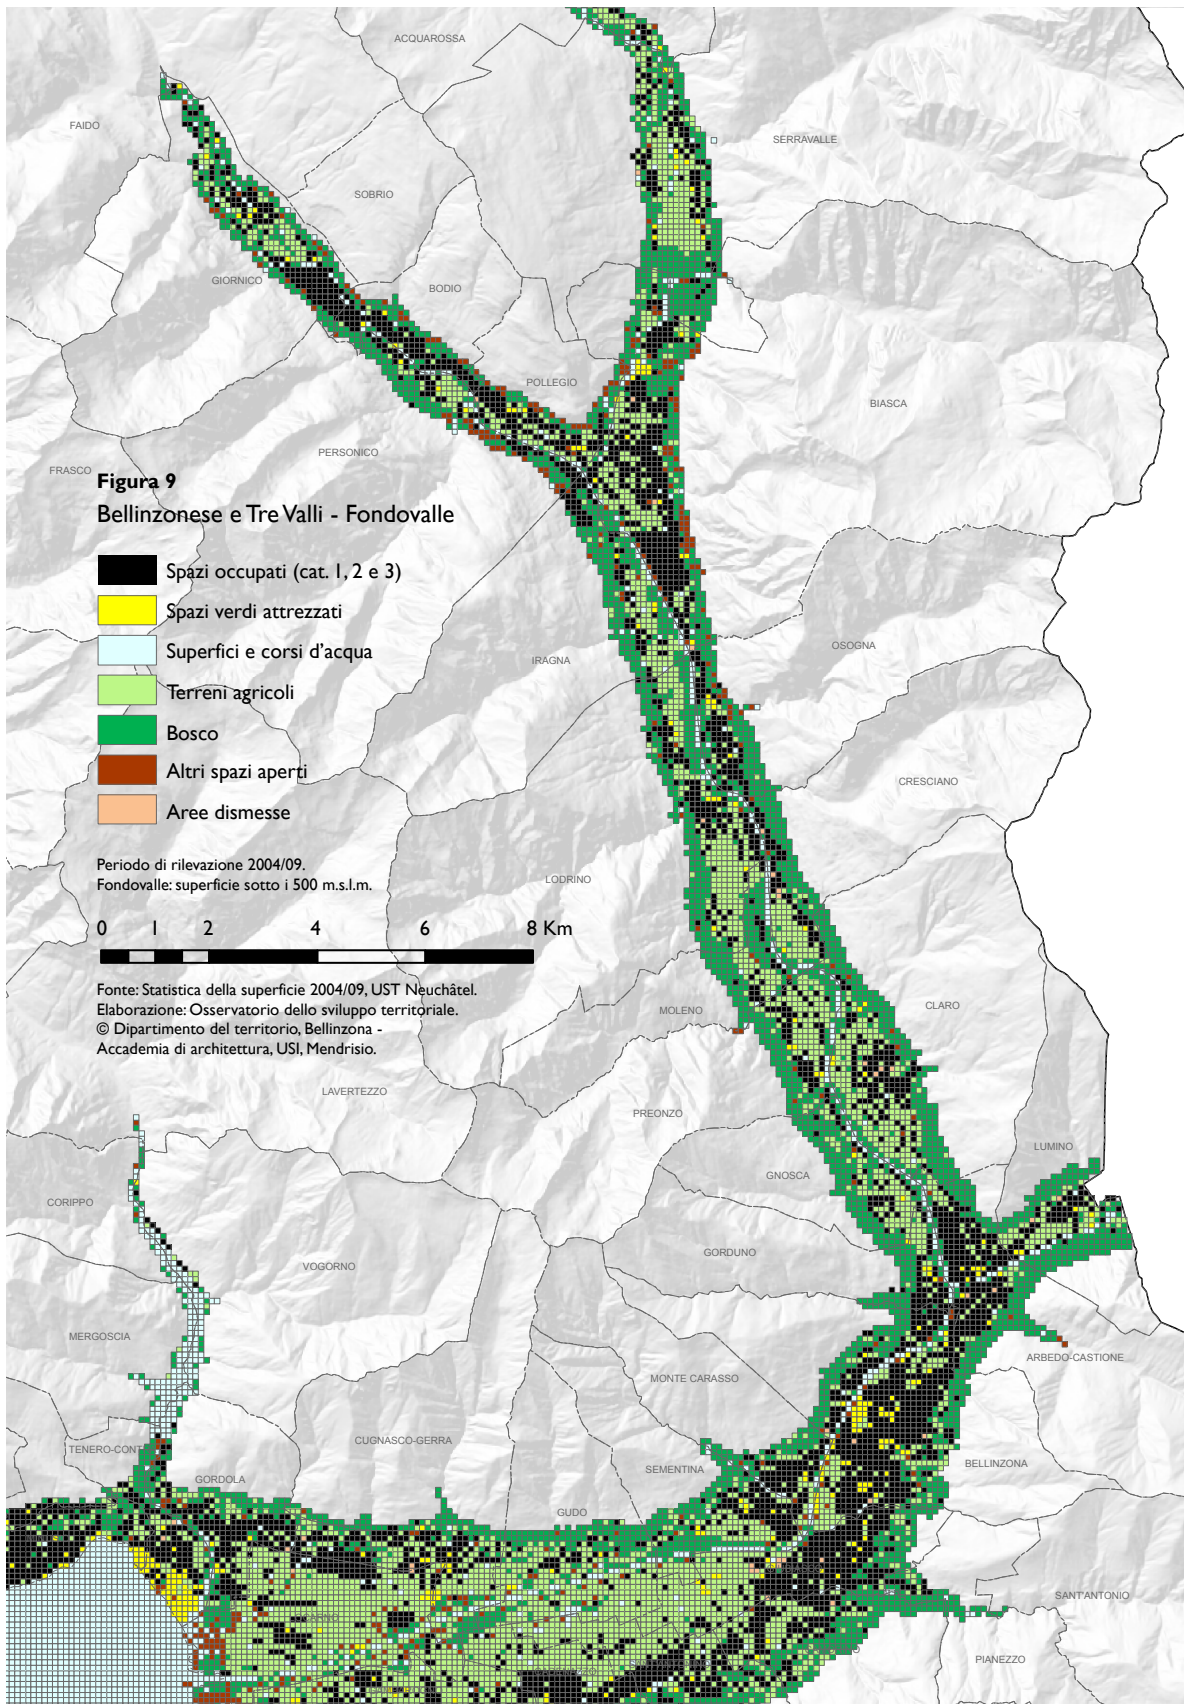 ACQUAROSSA
FAIDO
SERRAVALLE
SOBRIO
GIORNICO
BODIO
POLLEGIO
BIASCA
PERSONICO
FRASCO
Figura 9
Bellinzonese e Tre Valli - Fondovalle
Spazi occupati (cat. 1, 2 e 3)
Spazi verdi attrezzati
Superfici e corsi d'acqua
Terreni agricoli
Bosco
Altri spazi aperti
Aree dismesse
Periodo di rilevazione 2004/09.
Fondovalle: superficie sotto i 500 m.s.l.m.
0 1 2 4 6 8 Km
Fonte: Statistica della superficie 2004/09, UST Neuchâtel.
Elaborazione: Osservatorio dello sviluppo territoriale.
© Dipartimento del territorio, Bellinzona -
Accademia di architettura, USI, Mendrisio.
IRAGNA
OSOGNA
CRESCIANO
LODRINO
MOLENO
CLARO
LAVERTEZZO
PREONZO
LUMINO
GNOSCA
CORIPPO
GORDUNO
VOGORNO
MERGOSCIA
ARBEDO-CASTIONE
MONTE CARASSO
TENERO-CONT
CUGNASCO-GERRA
SEMENTINA
BELLINZONA
GORDOLA
GUDO
SANT'ANTONIO
PIANEZZO